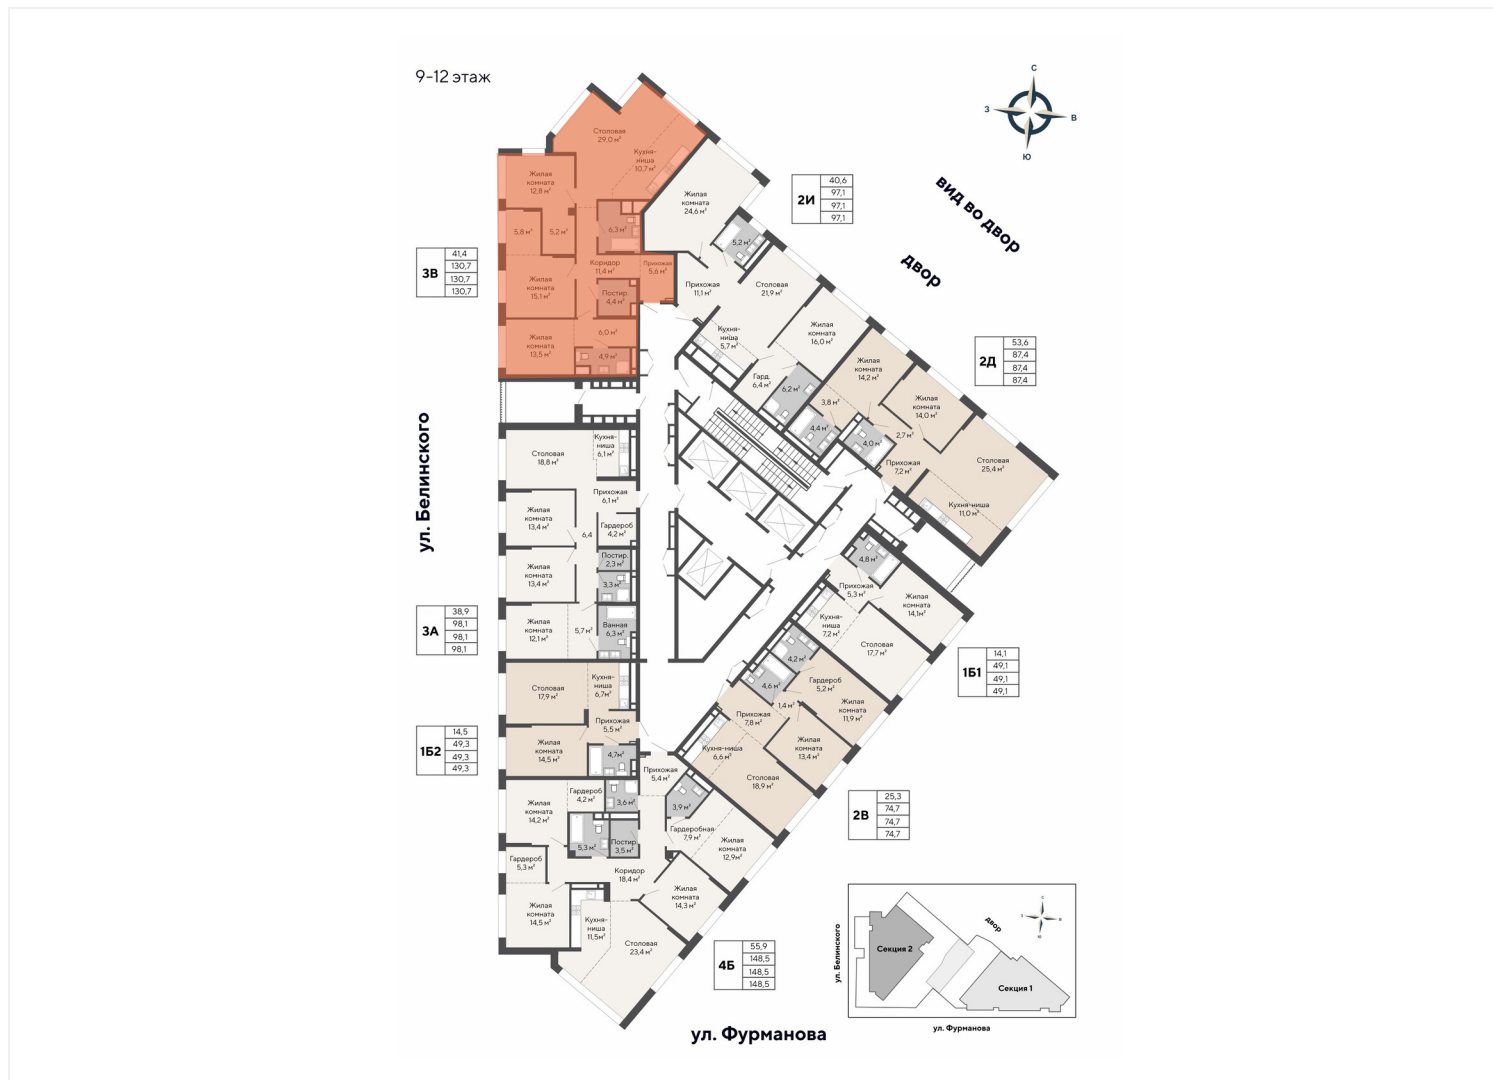 9-12 этаж
С
З
В
Ю
Столовая
29,0 м²
Кухня-
ниша
10,7 м²
Жилая
комната
12,8 м²
5,8 м²
5,2 м²
6,3 м²
Коридор
11,4 м²
Прихожая
5,6 м²
Жилая
комната
15,1 м²
Постир.
4,4 м²
Жилая
комната
13,5 м²
6,0 м²
4,9 м²
3В
41,4
130,7
130,7
130,7
Жилая
комната
24,6 м²
5,2 м²
Прихожая
11,1 м²
Столовая
21,9 м²
Кухня-
ниша
5,7 м²
Жилая
комната
16,0 м²
Гард.
6,4 м²
6,2 м²
2И
40,6
97,1
97,1
97,1
вид во двор
двор
Жилая
комната
14,2 м²
3,8 м²
4,4 м²
4,0 м²
2,7 м²
Жилая
комната
14,0 м²
Прихожая
7,2 м²
Столовая
25,4 м²
Кухня-ниша
11,0 м²
2Д
53,6
87,4
87,4
87,4
ул. Белинского
Столовая
18,8 м²
Кухня-
ниша
6,1 м²
Прихожая
6,1 м²
Жилая
комната
13,4 м²
6,4
Гардероб
4,2 м²
Жилая
комната
13,4 м²
Постир.
2,3 м²
3,3 м²
Жилая
комната
12,1 м²
5,7 м²
Ванная
6,3 м²
3А
38,9
98,1
98,1
98,1
4,8 м²
Прихожая
5,3 м²
Жилая
комната
14,1 м²
Кухня-
ниша
7,2 м²
Столовая
17,7 м²
1Б1
14,1
49,1
49,1
49,1
Столовая
17,9 м²
Кухня-
ниша
6,7м²
Прихожая
5,5 м²
Жилая
комната
14,5 м²
4,7м²
1Б2
14,5
49,3
49,3
49,3
4,2 м²
4,6 м²
Гардероб
5,2 м²
1,4 м²
Жилая
комната
11,9 м²
Прихожая
7,8 м²
Жилая
комната
13,4 м²
Кухня-ниша
6,6 м²
Столовая
18,9 м²
2В
25,3
74,7
74,7
74,7
Прихожая
5,4 м²
Гардероб
4,2 м²
3,6 м²
3,9 м²
Жилая
комната
14,2 м²
5,3 м²
Постир.
3,5 м²
Гардеробная
7,9 м²
Жилая
комната
12,9м²
Гардероб
5,3 м²
Коридор
18,4 м²
Жилая
комната
14,3 м²
Жилая
комната
14,5 м²
Кухня-
ниша
11,5м²
Столовая
23,4 м²
4Б
55,9
148,5
148,5
148,5
ул. Фурманова
ул. Белинского
Секция 2
двор
С
З
В
Ю
Секция 1
ул. Фурманова